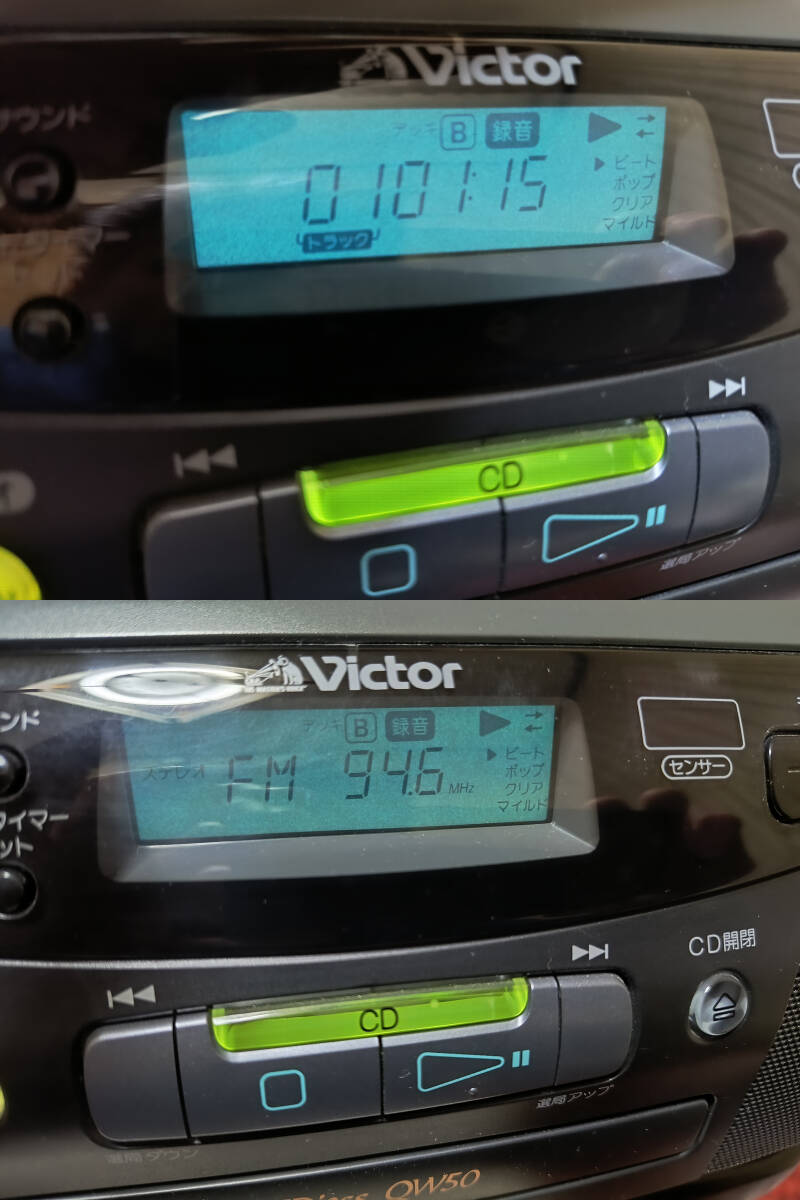 Victor
サウンド
デッキ B 録音
ビート
010 1:15
ポップ
クリア
トラック
マイルド
CD
選局アップ
Victor
ンド
デッキ B 録音
ステレオ FM 94.6 MHz
ビート
ポップ
クリア
マイルド
センサー
タイマー
ット
CD開閉
CD
選局アップ
選局ダウン
QW50